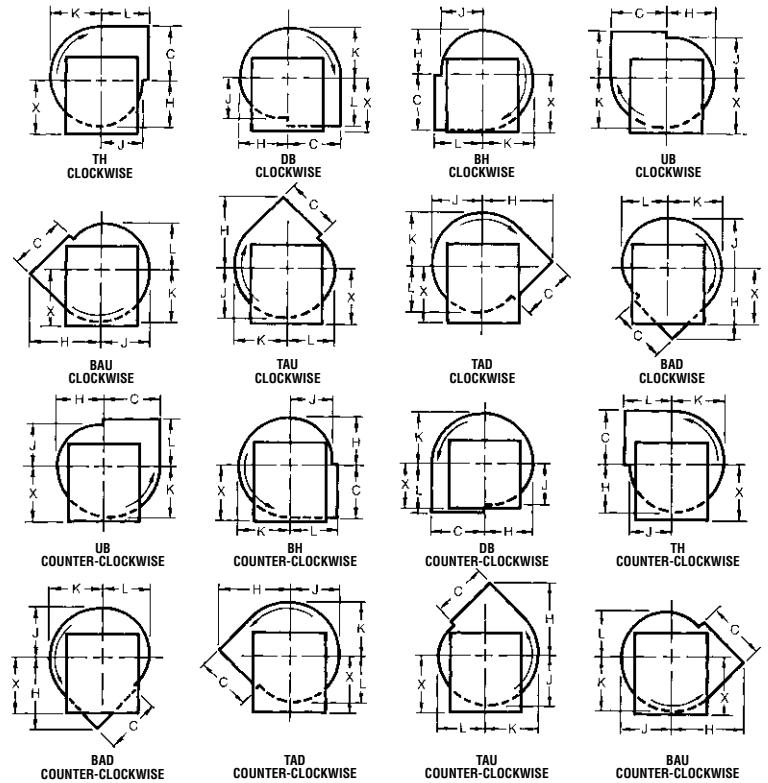 K L
C
X H
J
TH
CLOCKWISE
K
J L X
H C
DB
CLOCKWISE
J
H
C X
L K
BH
CLOCKWISE
C H
L J
K X
UB
CLOCKWISE
C L
X K
H J
BAU
CLOCKWISE
C
H
J X
K L
TAU
CLOCKWISE
J H
K
L X C
TAD
CLOCKWISE
L K
J
X
C H
BAD
CLOCKWISE
H C
J L
X K
UB
COUNTER-CLOCKWISE
J
H
X C
K L
BH
COUNTER-CLOCKWISE
K
X L J
C H
DB
COUNTER-CLOCKWISE
L K
C
H X
J
TH
COUNTER-CLOCKWISE
K L
J
X H
C
BAD
COUNTER-CLOCKWISE
H J
K
C X L
TAD
COUNTER-CLOCKWISE
C
H
X J
L K
TAU
COUNTER-CLOCKWISE
C
L
K X
J H
BAU
COUNTER-CLOCKWISE